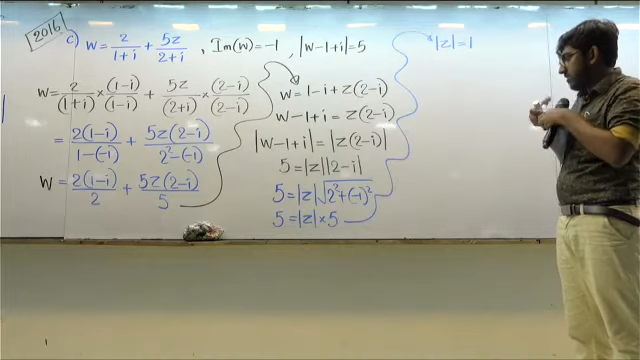 2016
c) W = 2/(1+i) + 5z/(2+i) , Im(W) = -1 , |W-1+i| = 5
W = 2/(1+i) × (1-i)/(1-i) + 5z/(2+i) × (2-i)/(2-i)
= 2(1-i)/(1-(-1)) + 5z(2-i)/(2²-(-1))
W = 2(1-i)/2 + 5z(2-i)/5
W = 1-i + z(2-i)
W-1+i = z(2-i)
|W-1+i| = |z(2-i)|
5 = |z||2-i|
5 = |z|√(2²+(-1)²)
5 = |z|×5
|z| = 1